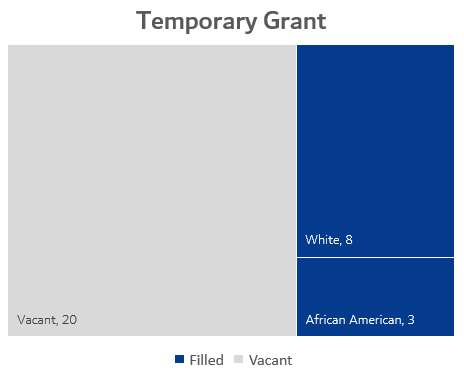 Temporary Grant
White, 8
Vacant, 20
African American, 3
Filled
Vacant